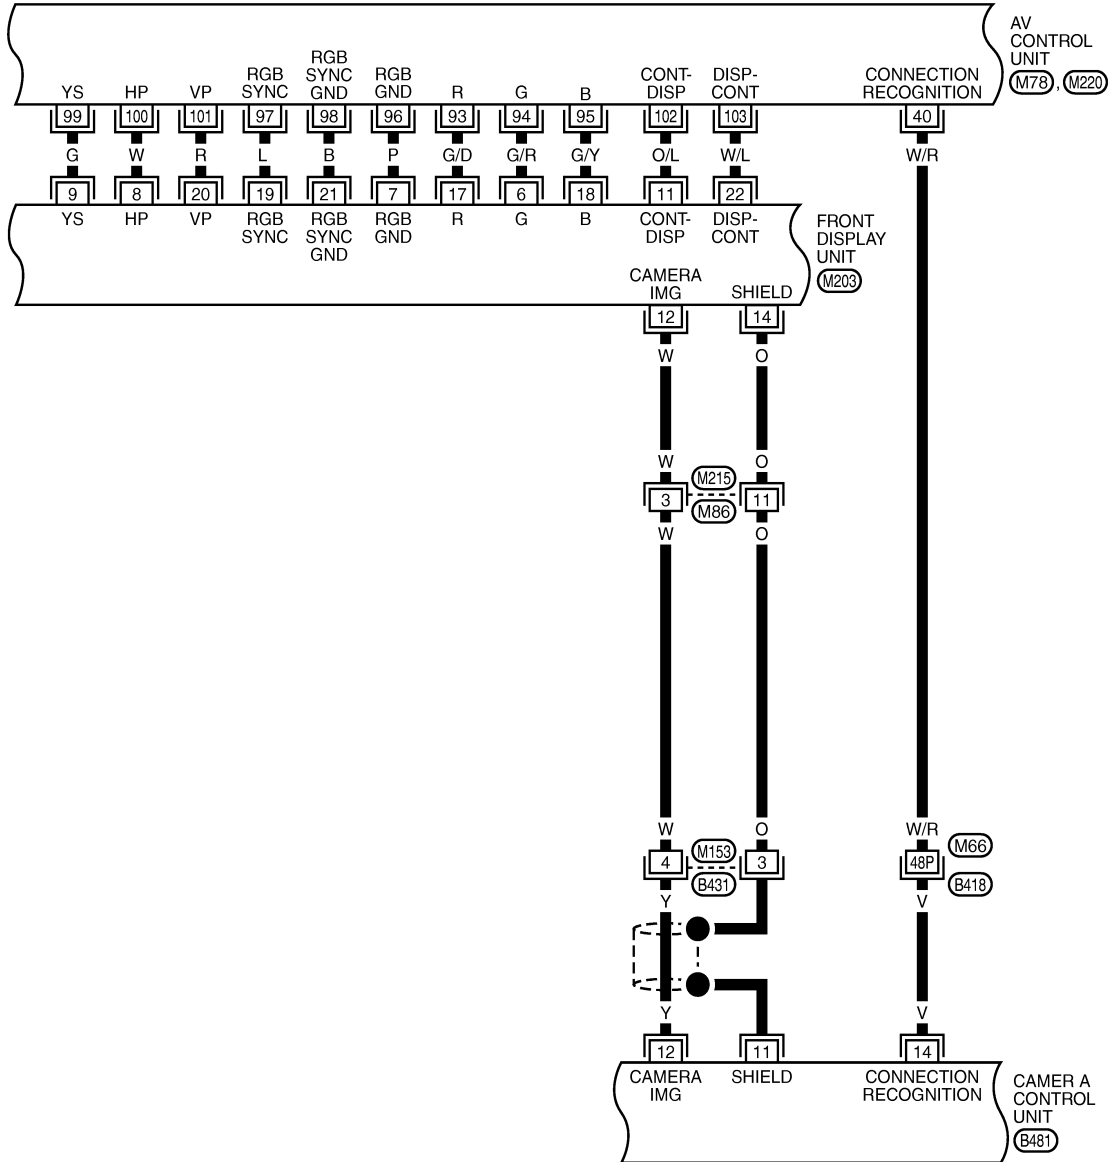 AV
CONTROL
UNIT
M78 , M220
YS HP VP RGB SYNC RGB SYNC GND RGB GND R G B CONT-DISP DISP-CONT CONNECTION RECOGNITION
99 100 101 97 98 96 93 94 95 102 103 40
G W R L B P G/D G/R G/Y O/L W/L W/R
9 8 20 19 21 7 17 6 18 11 22
YS HP VP RGB SYNC RGB SYNC GND RGB GND R G B CONT-DISP DISP-CONT
FRONT
DISPLAY
UNIT
M203
CAMERA IMG SHIELD
12 14
W O
W O
M215
3 11
M86
W O
W O W/R
M153 M66
4 3 48P
B431 B418
Y V
Y V
12 11 14
CAMERA IMG SHIELD CONNECTION RECOGNITION
CAMER A
CONTROL
UNIT
B481